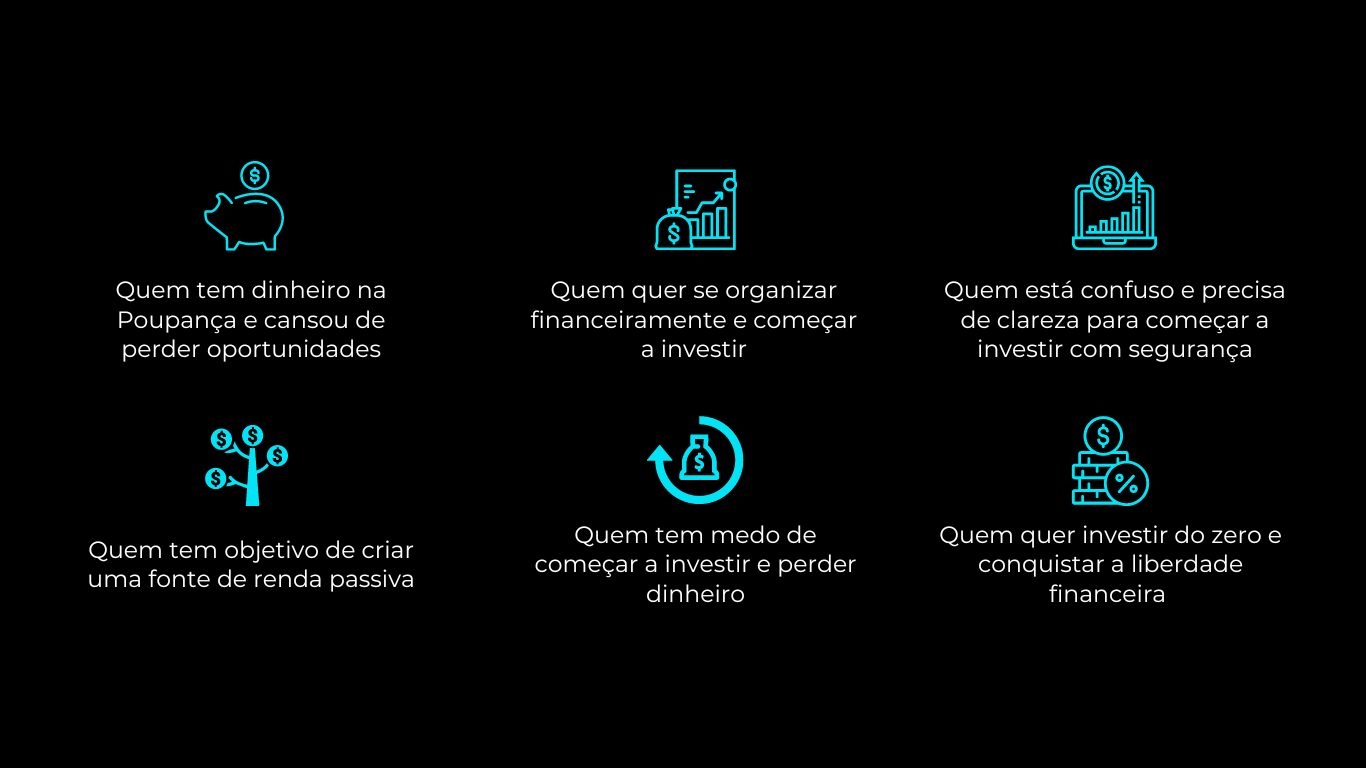 Quem tem dinheiro na
Poupança e cansou de
perder oportunidades
Quem quer se organizar
financeiramente e começar
a investir
Quem está confuso e precisa
de clareza para começar a
investir com segurança
Quem tem objetivo de criar
uma fonte de renda passiva
Quem tem medo de
começar a investir e perder
dinheiro
Quem quer investir do zero e
conquistar a liberdade
financeira